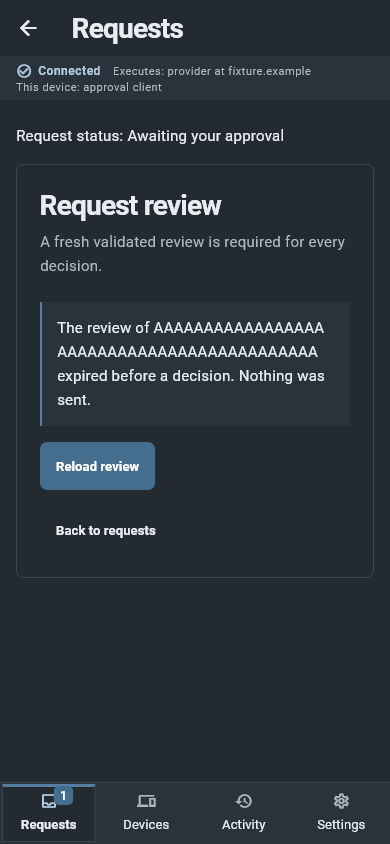 Requests
Connected Executes: provider at fixture.example
This device: approval client
Request status: Awaiting your approval
Request review
A fresh validated review is required for every
decision.
The review of AAAAAAAAAAAAAAAAA
AAAAAAAAAAAAAAAAAAAAAAAAAA
expired before a decision. Nothing was
sent.
Reload review
Back to requests
1
Requests Devices Activity Settings